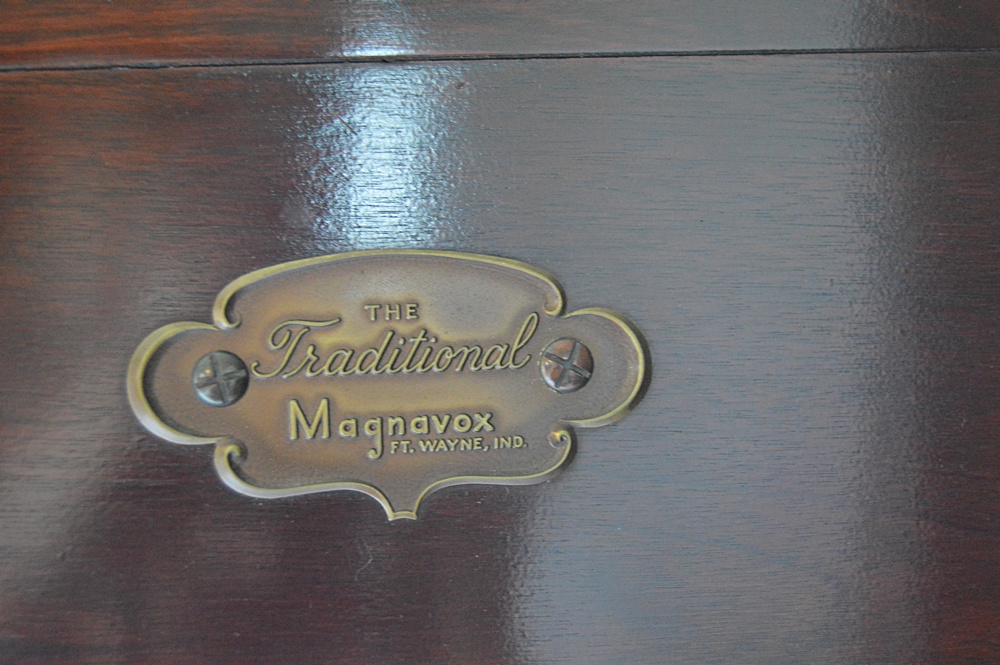 THE
Traditional
Magnavox
FT. WAYNE, IND.